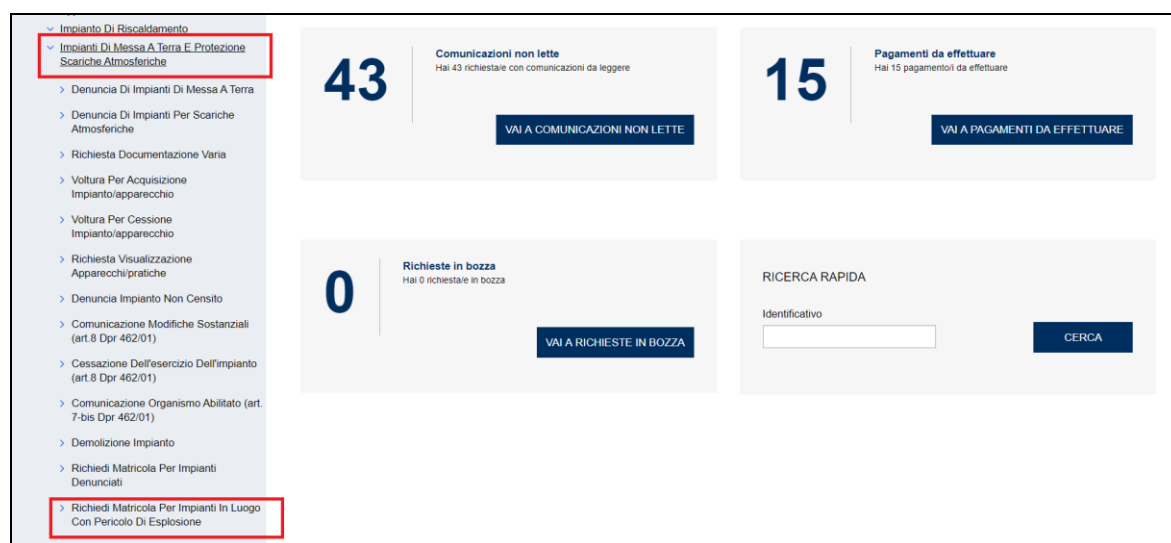 Impianto Di Riscaldamento
Impianti Di Messa A Terra E Protezione
Scariche Atmosferiche
Denuncia Di Impianti Di Messa A Terra
Denuncia Di Impianti Per Scariche
Atmosferiche
Richiesta Documentazione Varia
Voltura Per Acquisizione
Impianto/apparecchio
Voltura Per Cessione
Impianto/apparecchio
Richiesta Visualizzazione
Apparecchi/pratiche
Denuncia Impianto Non Censito
Comunicazione Modifiche Sostanziali
(art.8 Dpr 462/01)
Cessazione Dell'esercizio Dell'impianto
(art.8 Dpr 462/01)
Comunicazione Organismo Abilitato (art.
7-bis Dpr 462/01)
Demolizione Impianto
Richiedi Matricola Per Impianti
Denunciati
Richiedi Matricola Per Impianti In Luogo
Con Pericolo Di Esplosione
43
Comunicazioni non lette
Hai 43 richiesta/e con comunicazioni da leggere
VAI A COMUNICAZIONI NON LETTE
15
Pagamenti da effettuare
Hai 15 pagamento/i da effettuare
VAI A PAGAMENTI DA EFFETTUARE
0
Richieste in bozza
Hai 0 richiesta/e in bozza
VAI A RICHIESTE IN BOZZA
RICERCA RAPIDA
Identificativo
CERCA